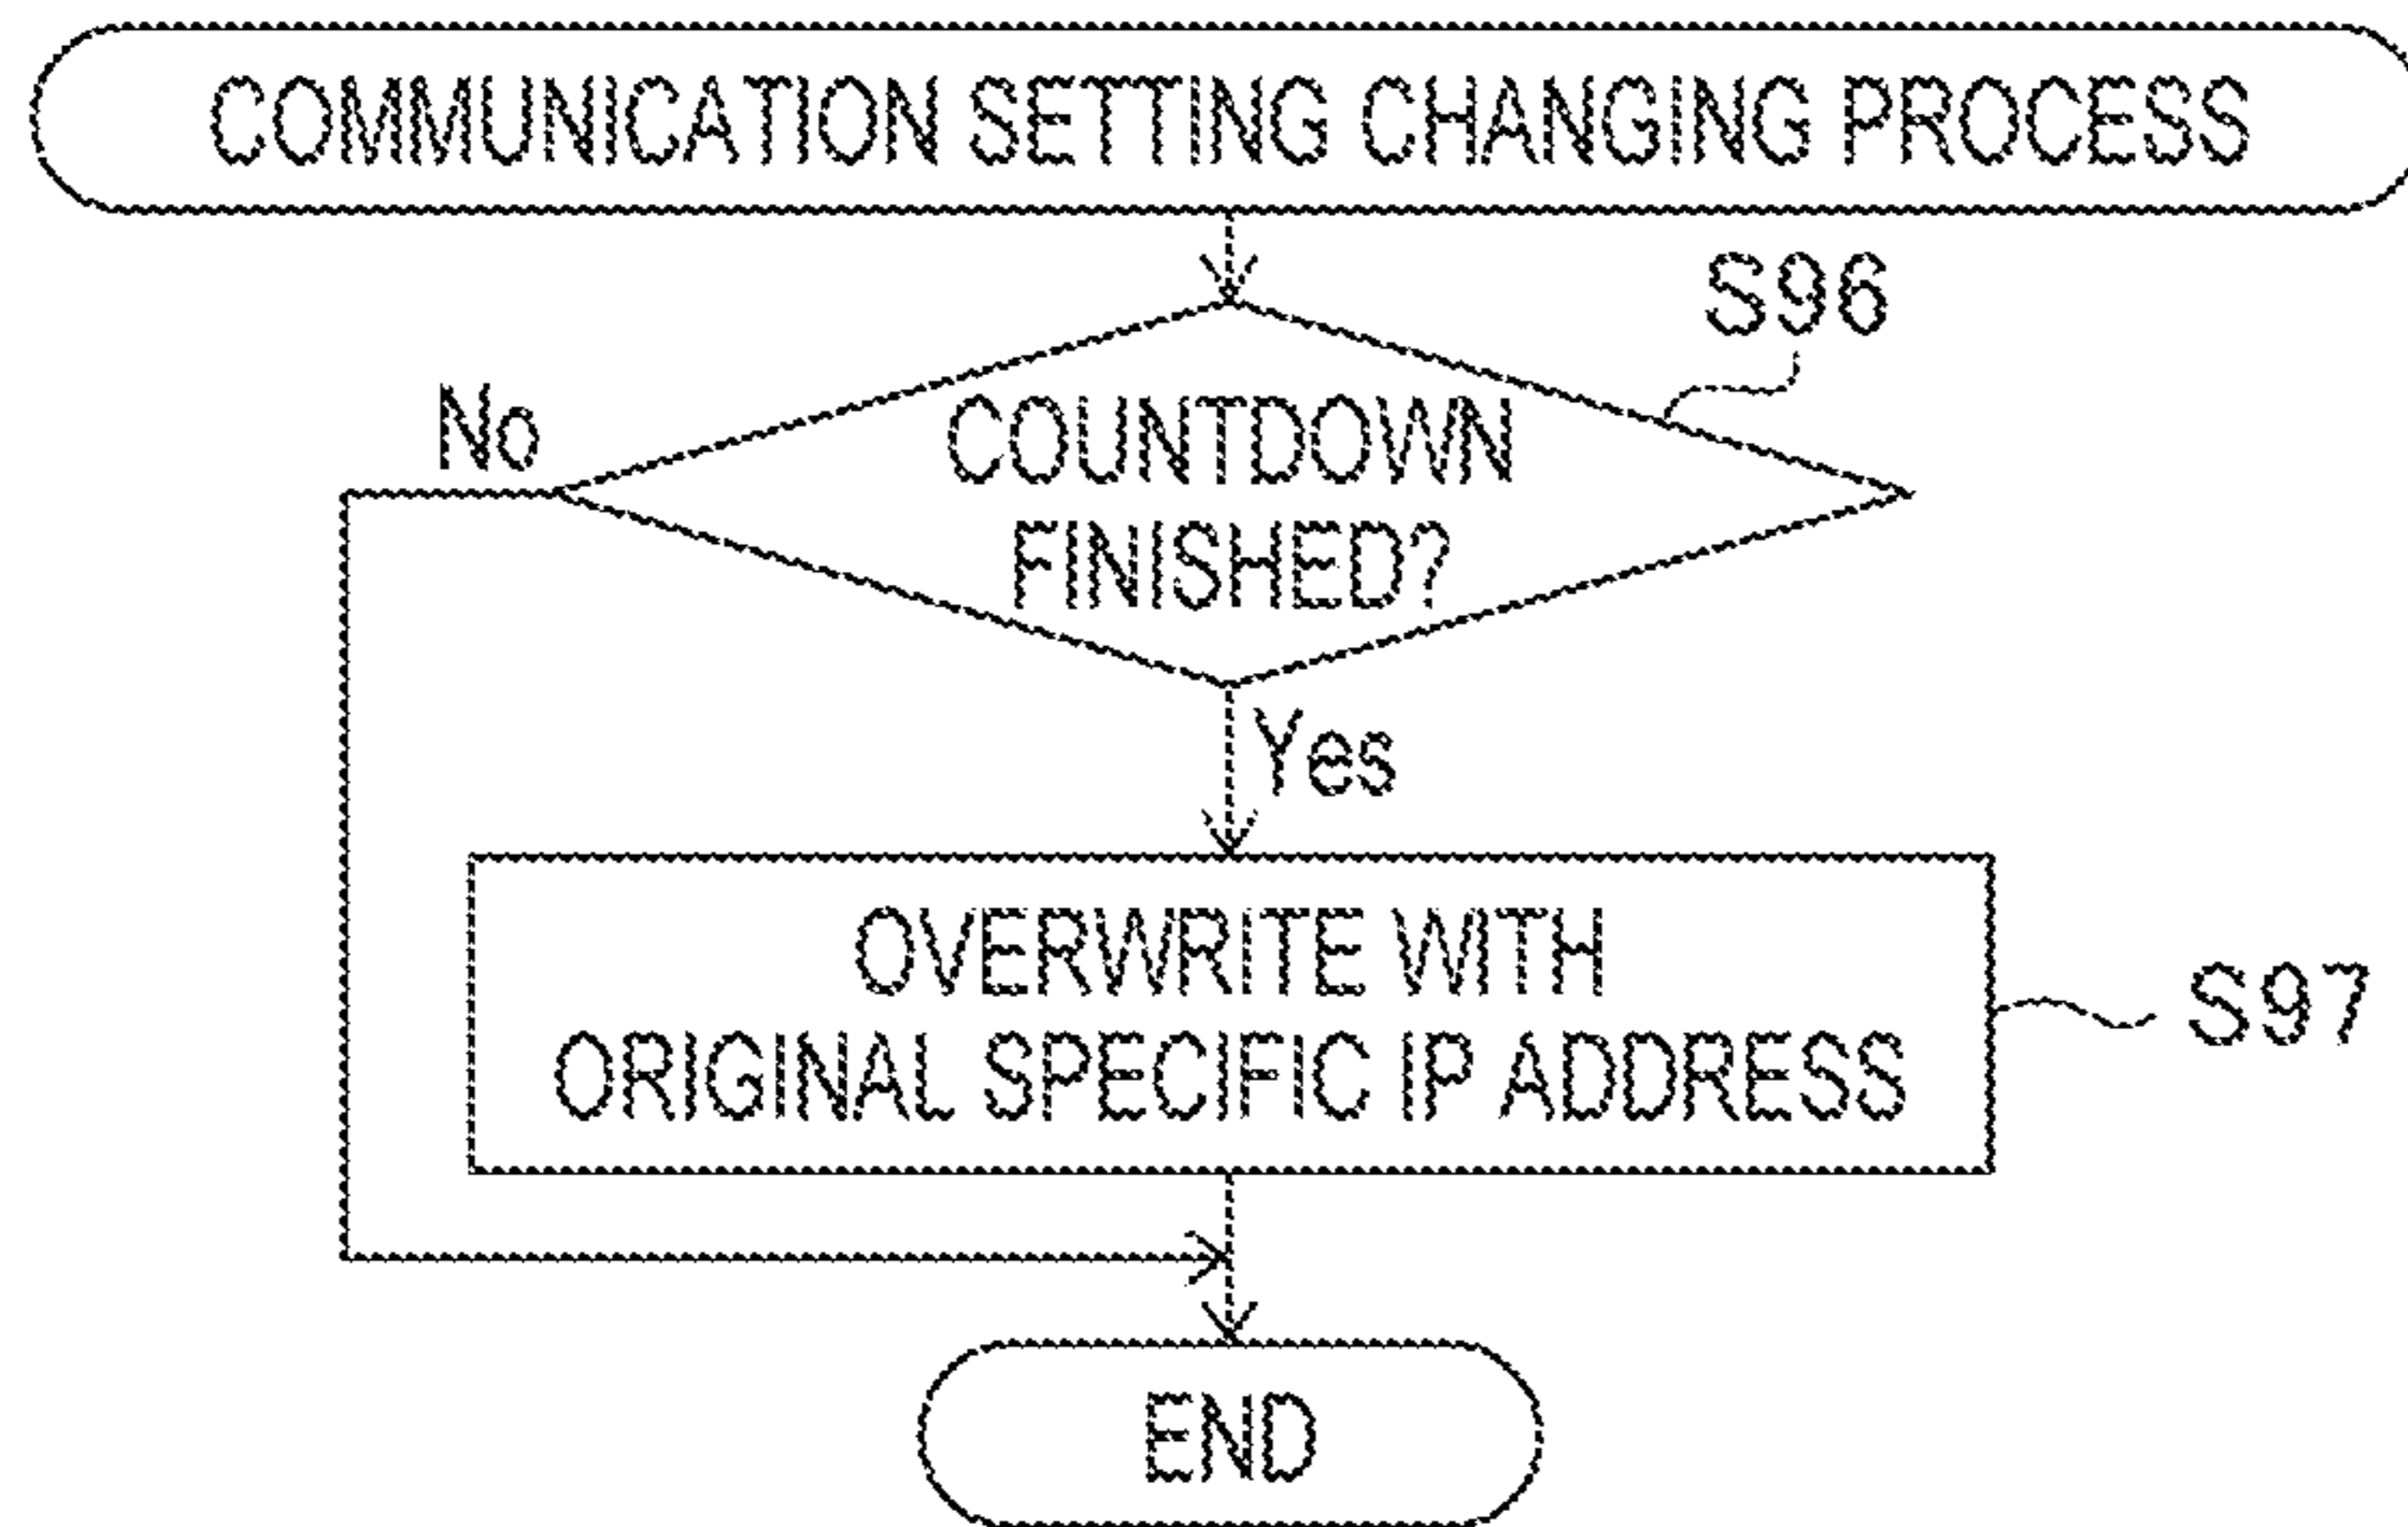 COMMUNICATION SETTING CHANGING PROCESS
S96
No
COUNTDOWN
FINISHED?
Yes
OVERWRITE WITH
ORIGINAL SPECIFIC IP ADDRESS
S97
END